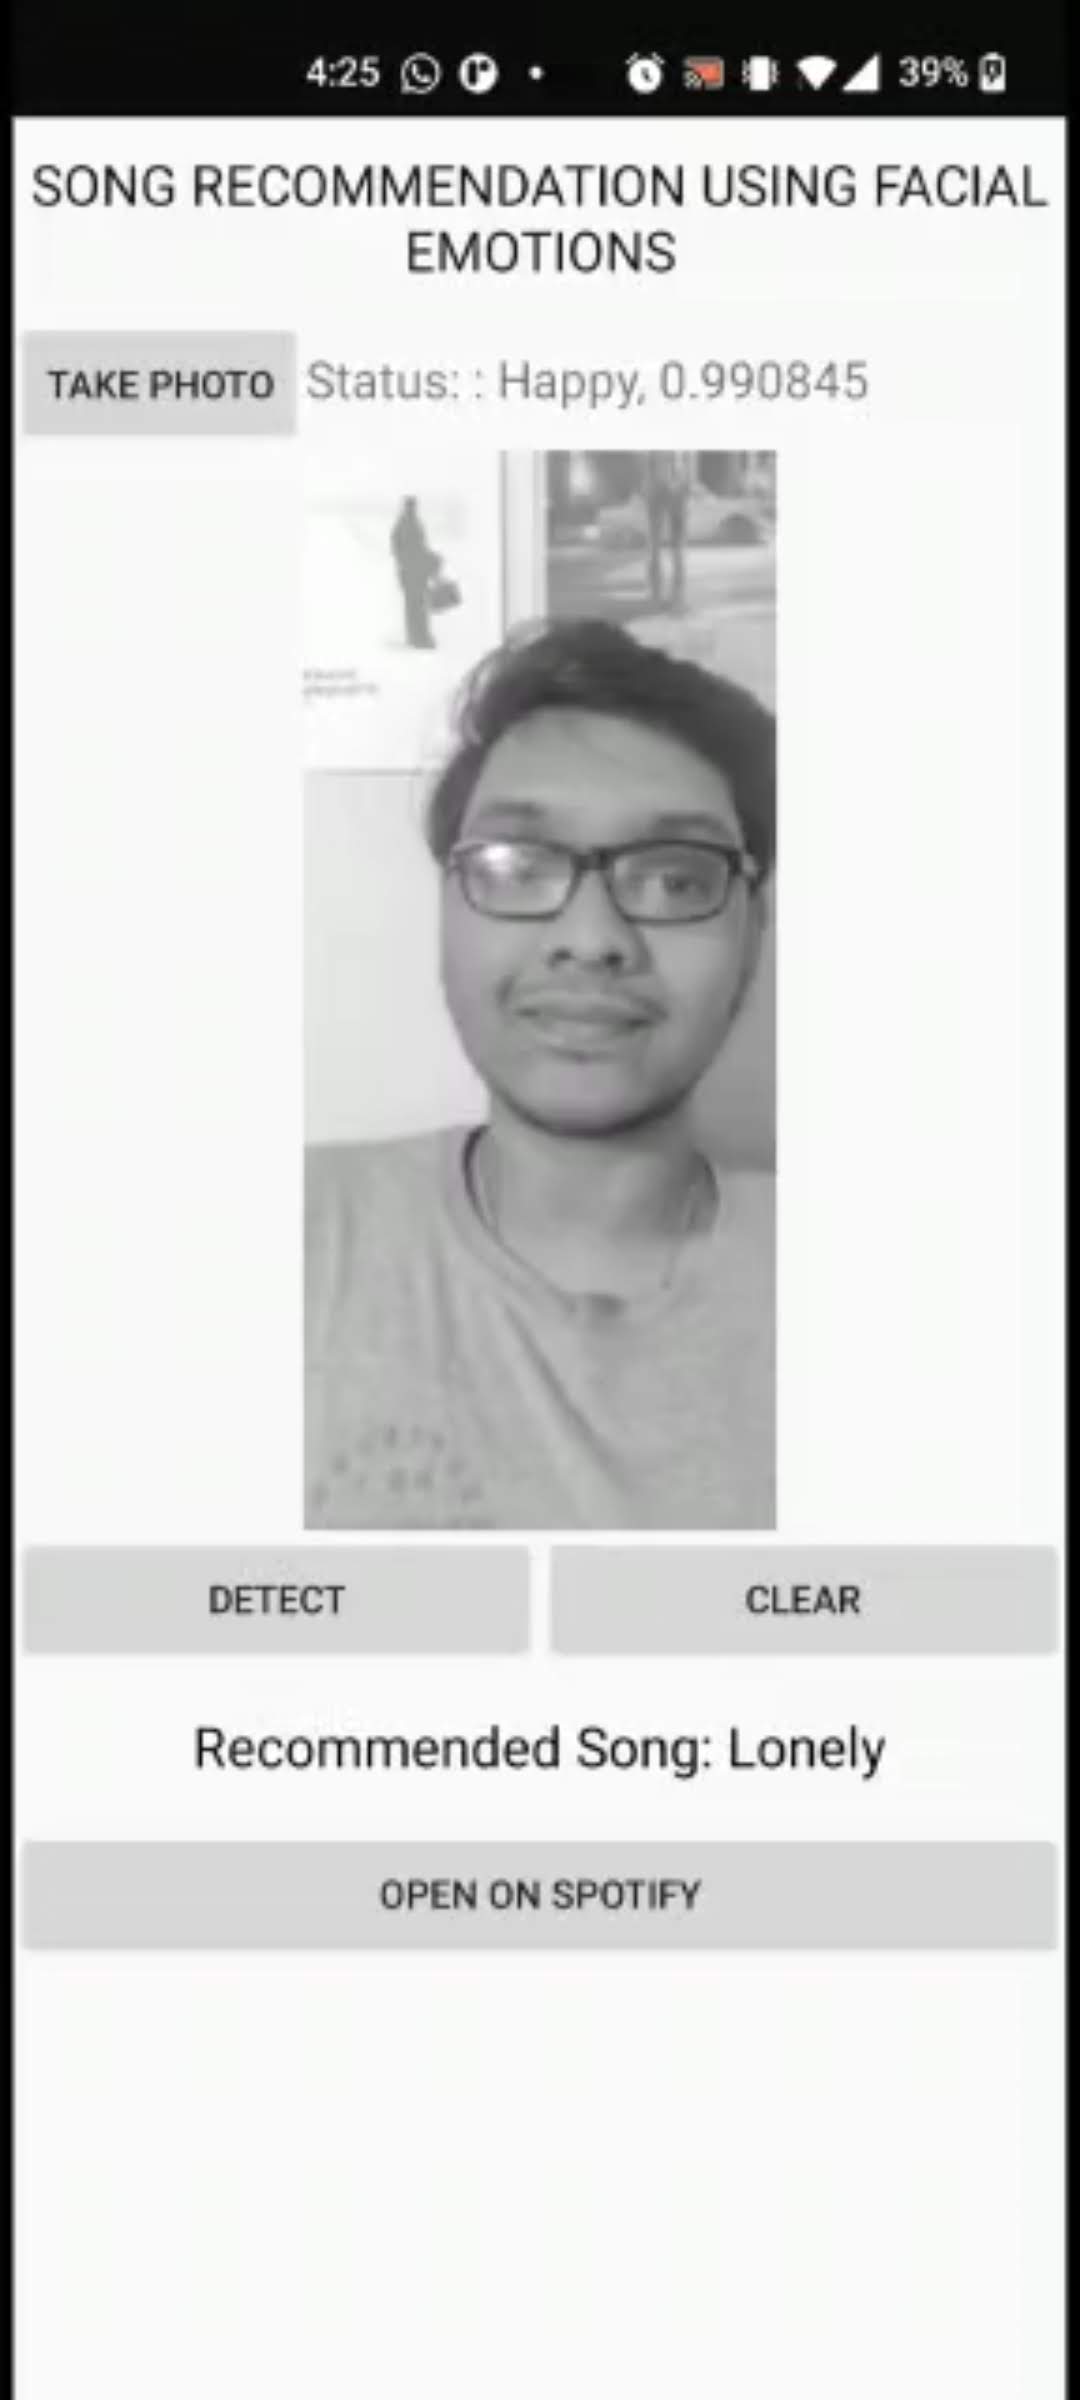 4:25 39%
SONG RECOMMENDATION USING FACIAL
EMOTIONS
TAKE PHOTO Status: : Happy, 0.990845
DETECT CLEAR
Recommended Song: Lonely
OPEN ON SPOTIFY